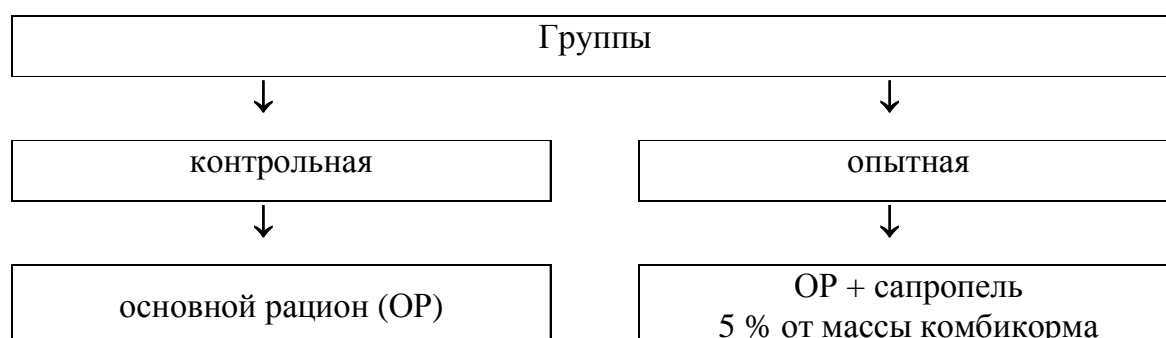 Группы
контрольная
опытная
основной рацион (ОР)
ОР + сапропель
5 % от массы комбикорма